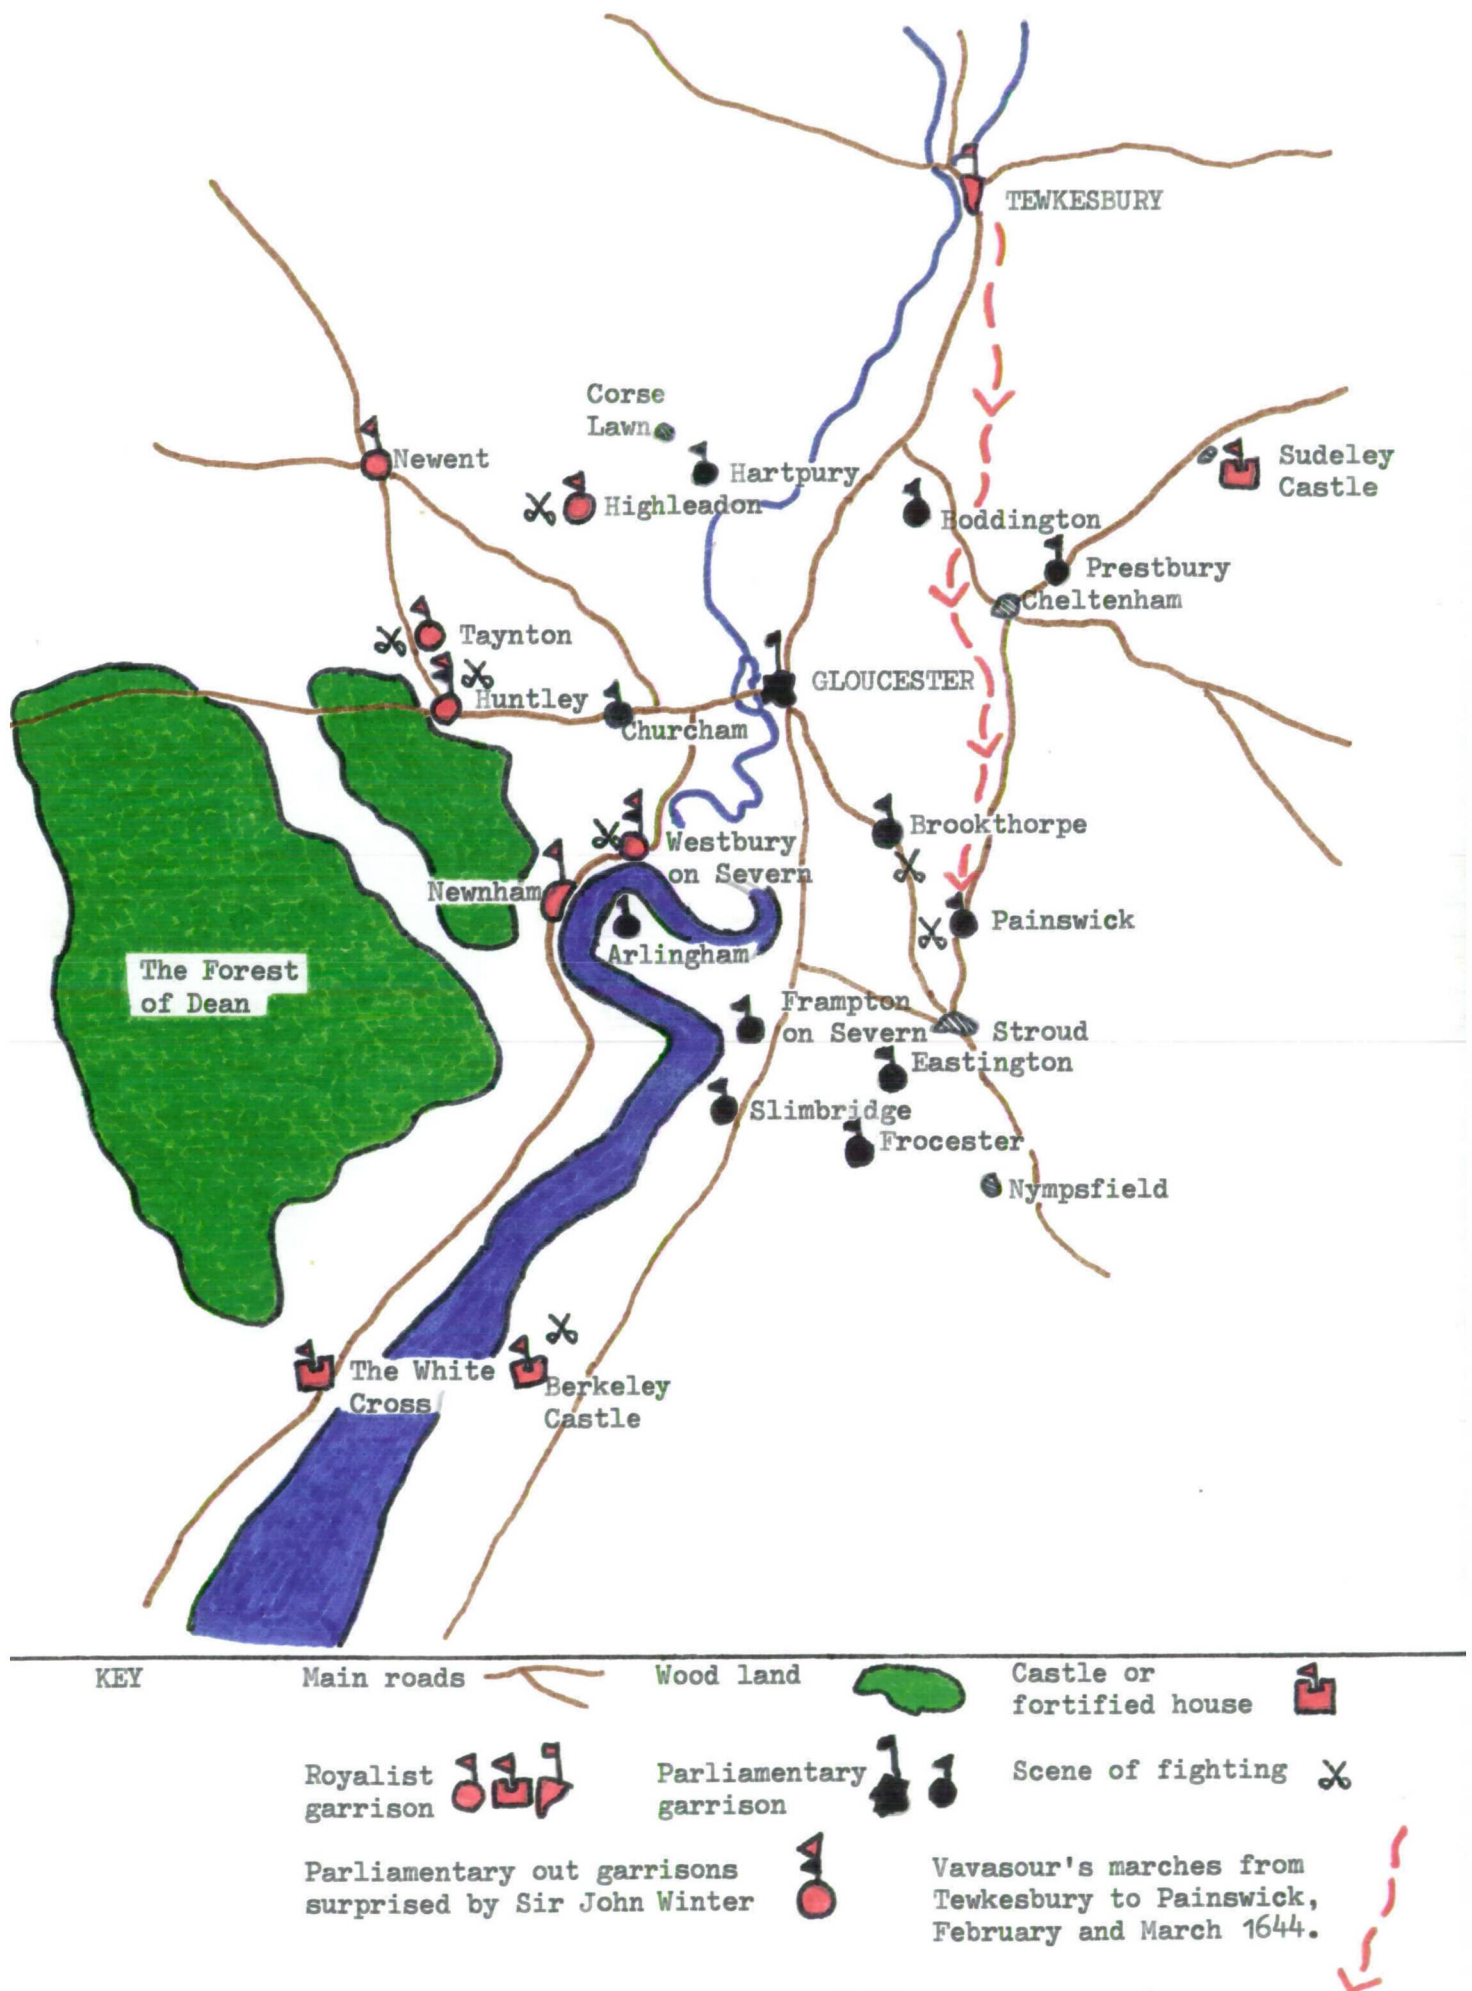 TEWKESBURY
Corse
Lawn
Hartpury
Newent
Highleadon
Sudeley
Castle
Boddington
Prestbury
Cheltenham
Taynton
Huntley
GLOUCESTER
Churcham
Brookthorpe
Westbury
on Severn
Newnham
Painswick
Arlingham
The Forest
of Dean
Frampton
on Severn
Stroud
Eastington
Slimbridge
Frocester
Nympsfield
The White
Cross
Berkeley
Castle
KEY
Main roads
Wood land
Castle or
fortified house
Royalist
garrison
Parliamentary
garrison
Scene of fighting
Parliamentary out garrisons
surprised by Sir John Winter
Vavasour's marches from
Tewkesbury to Painswick,
February and March 1644.